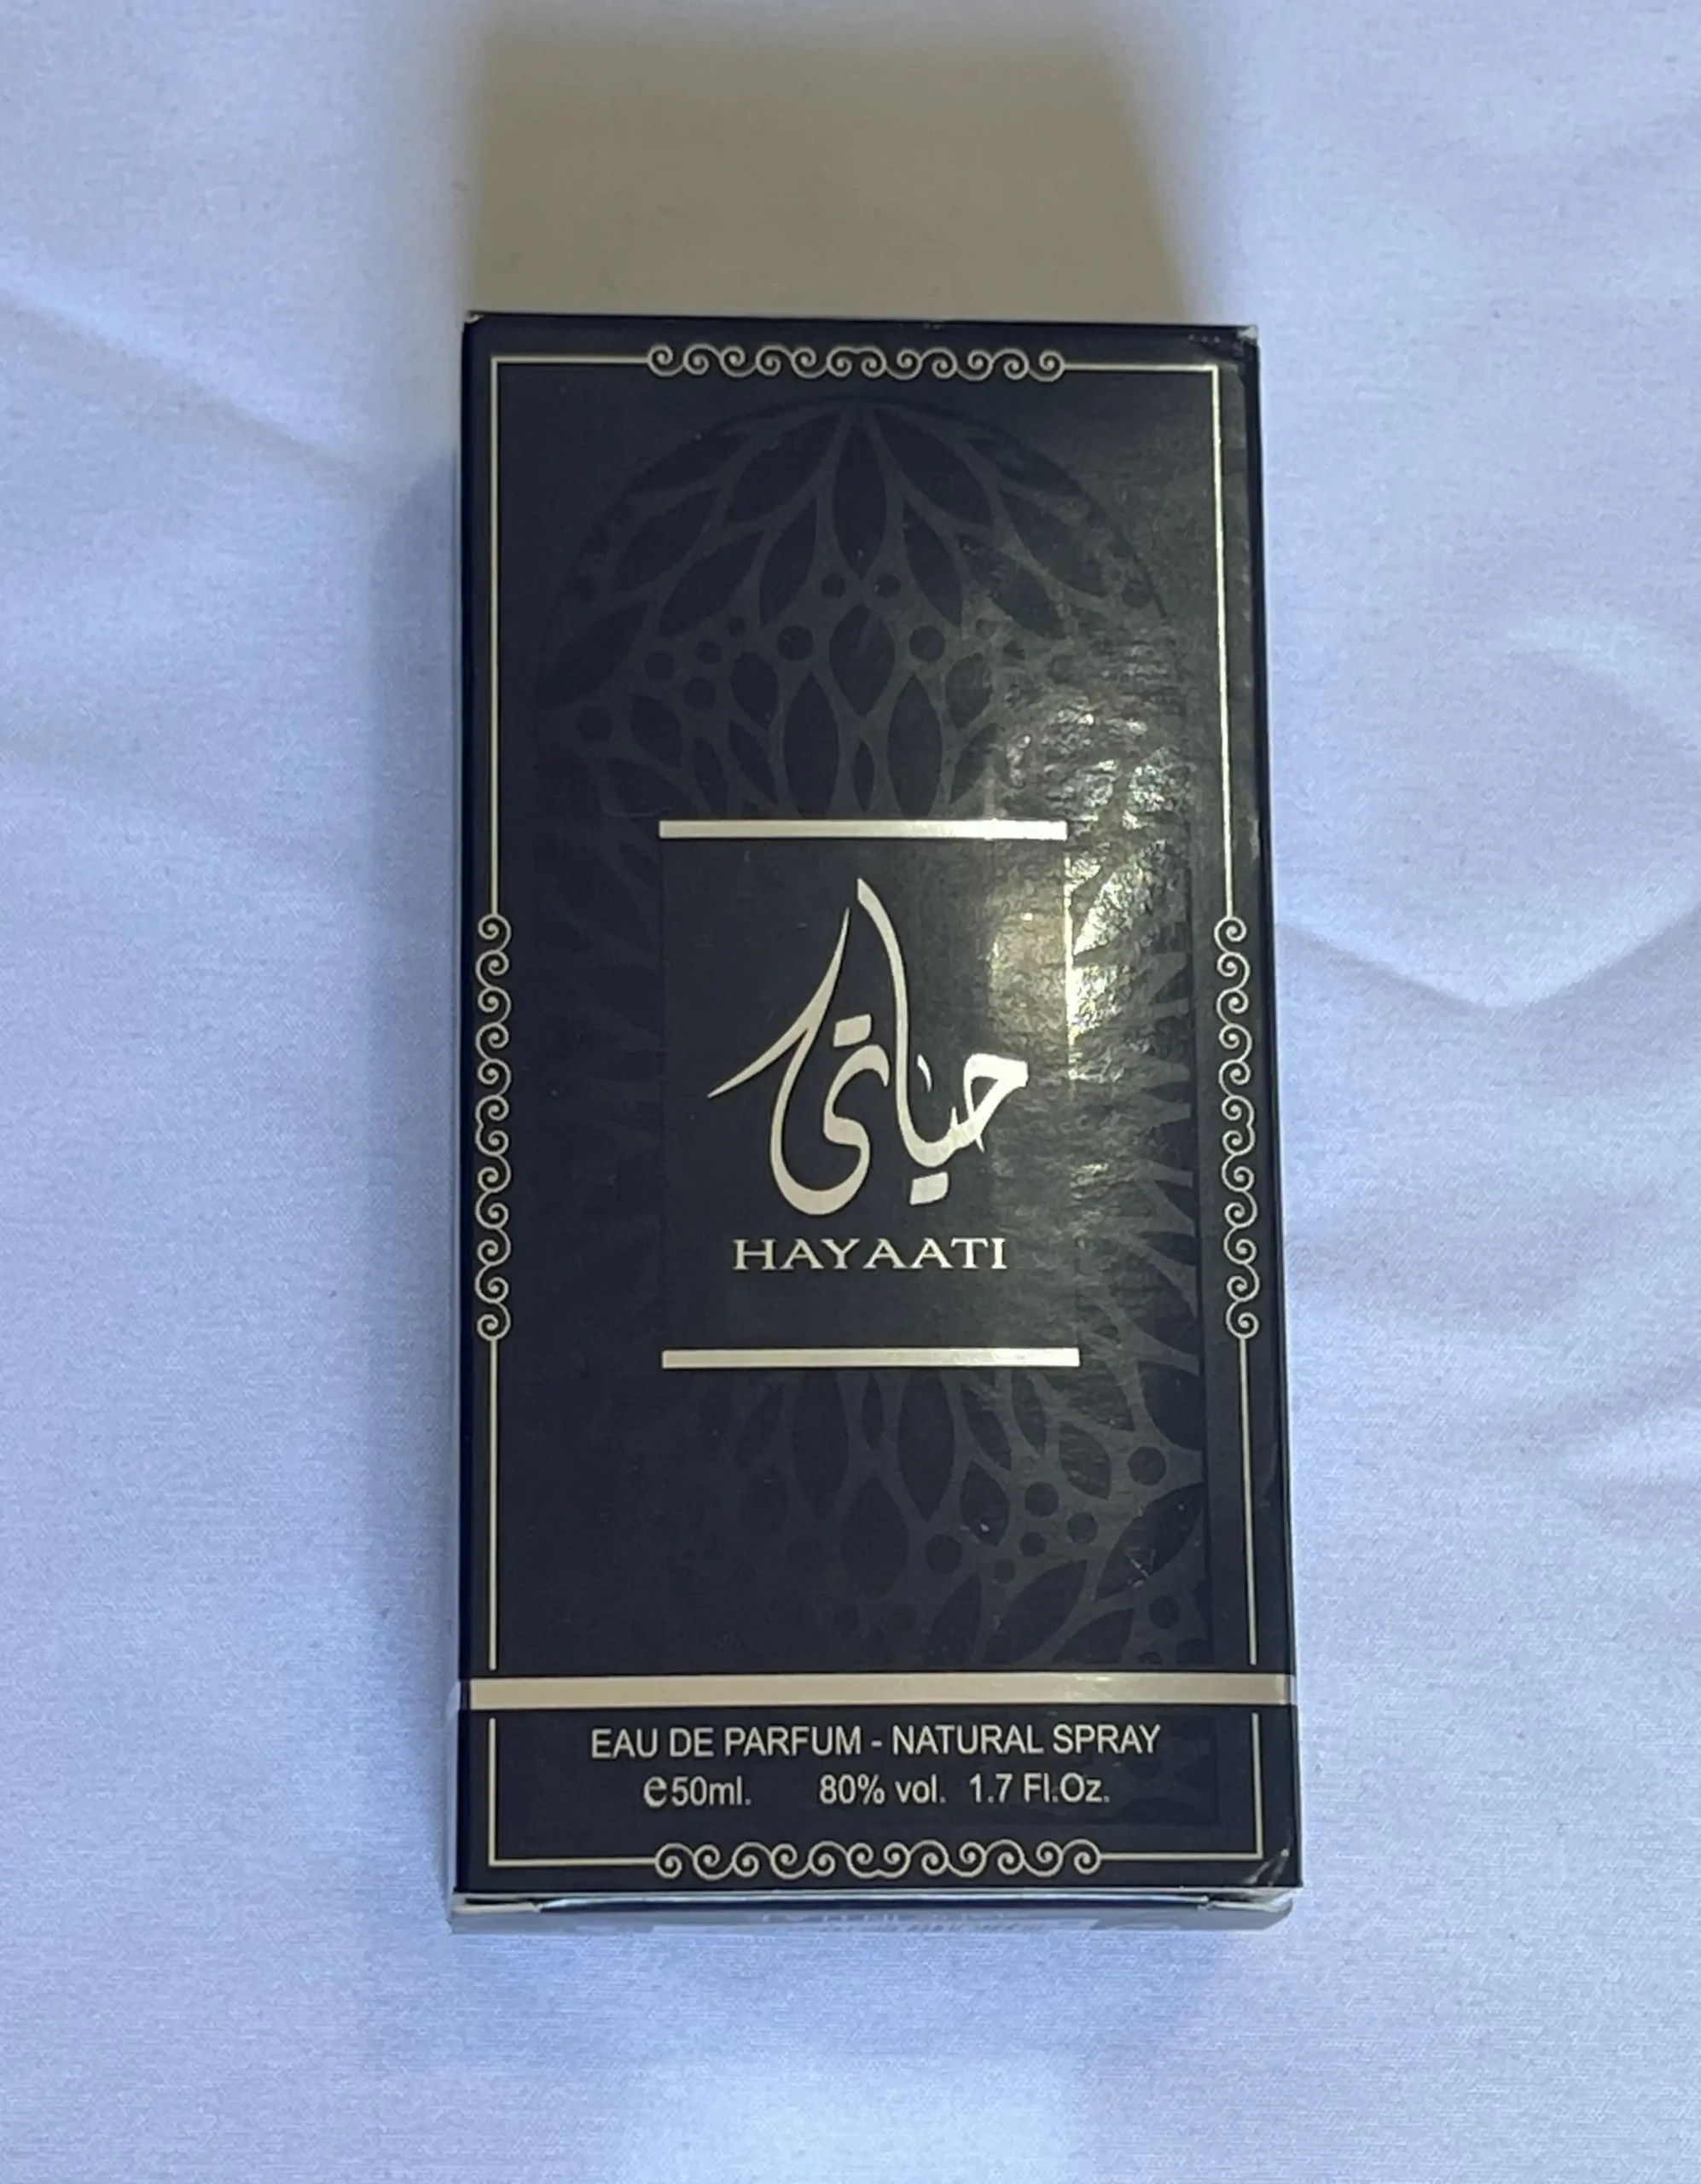 حياتي
HAYAATI
EAU DE PARFUM - NATURAL SPRAY
℮50ml. 80% vol. 1.7 Fl.Oz.